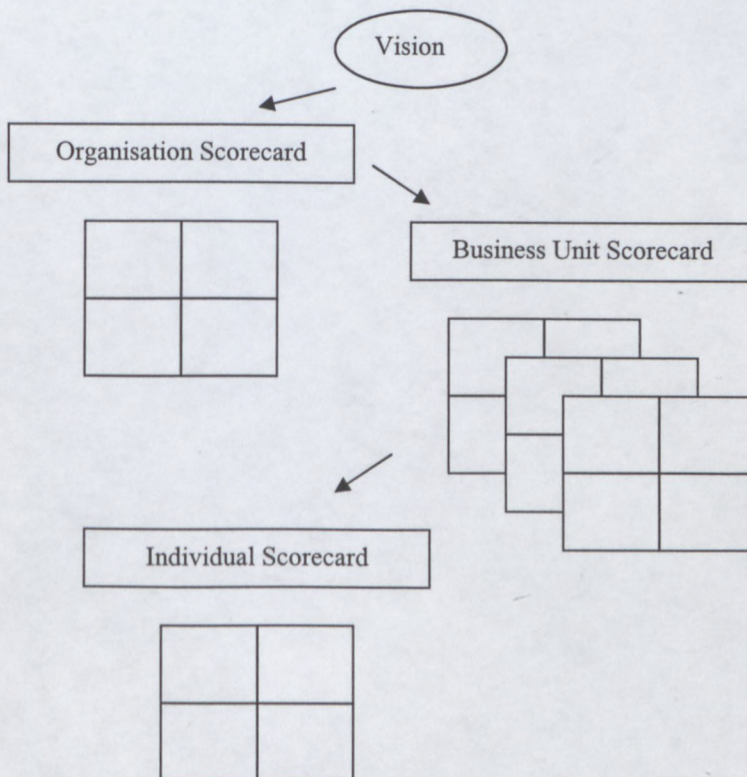 Vision
Organisation Scorecard
Business Unit Scorecard
Individual Scorecard